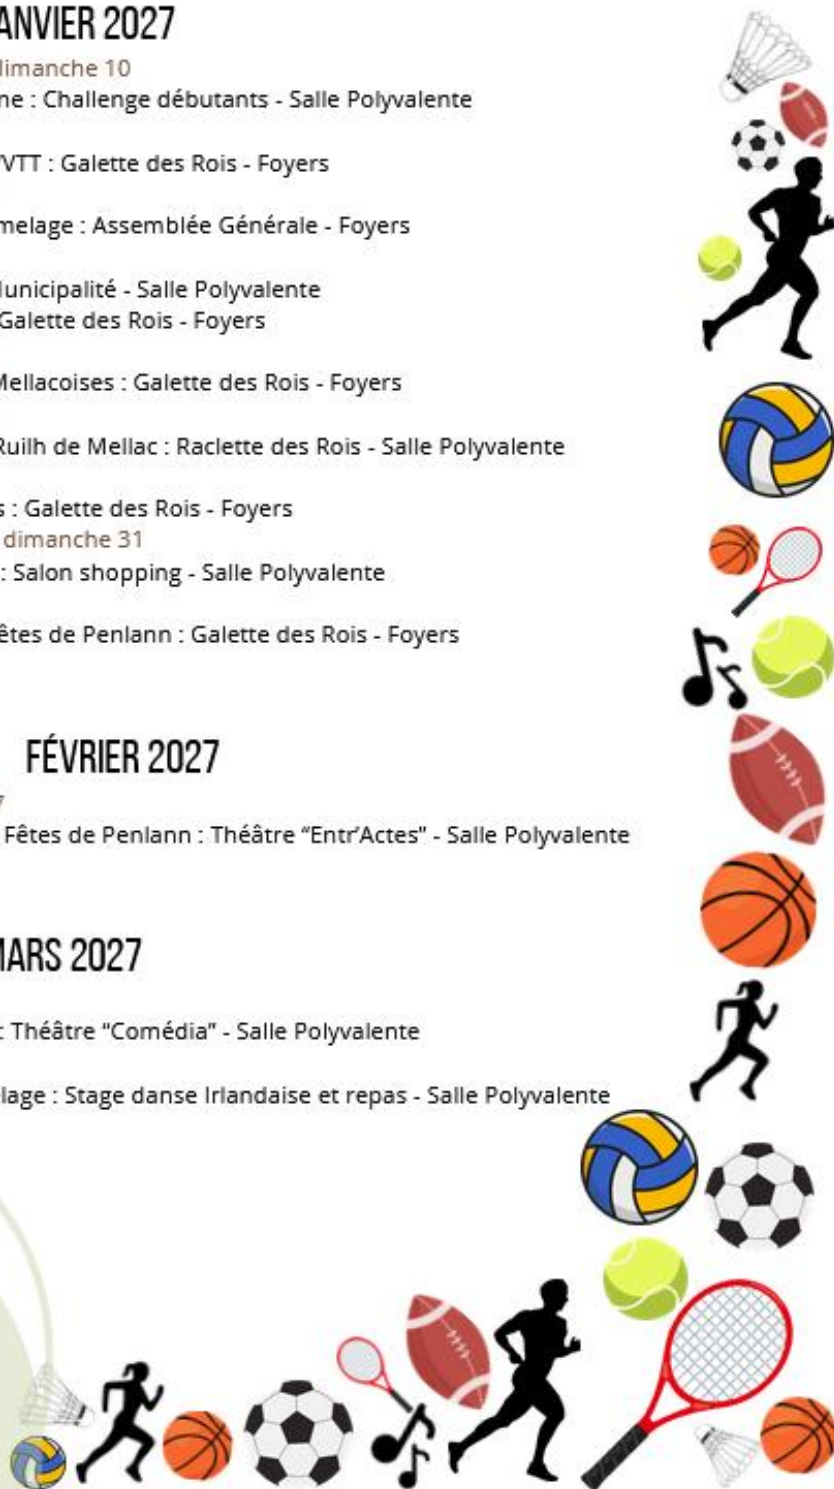 ANVIER 2027
dimanche 10
ne : Challenge débutants - Salle Polyvalente
VTT : Galette des Rois - Foyers
melage : Assemblée Générale - Foyers
unicipalité - Salle Polyvalente
Galette des Rois - Foyers
Mellacoises : Galette des Rois - Foyers
Ruilh de Mellac : Raclette des Rois - Salle Polyvalente
s : Galette des Rois - Foyers
dimanche 31
: Salon shopping - Salle Polyvalente
êtes de Penlann : Galette des Rois - Foyers
FÉVRIER 2027
7
Fêtes de Penlann : Théâtre “Entr’Actes” - Salle Polyvalente
MARS 2027
: Théâtre “Comédia” - Salle Polyvalente
lage : Stage danse Irlandaise et repas - Salle Polyvalente